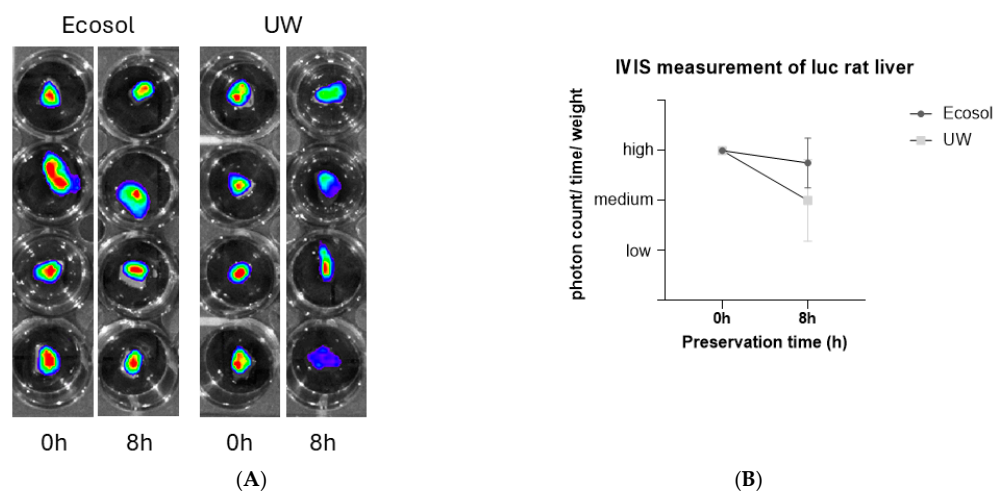 Ecosol UW
0h 8h 0h 8h
(A)
IVIS measurement of luc rat liver
photon count/ time/ weight
high
medium
low
0h 8h
Preservation time (h)
Ecosol
UW
(B)